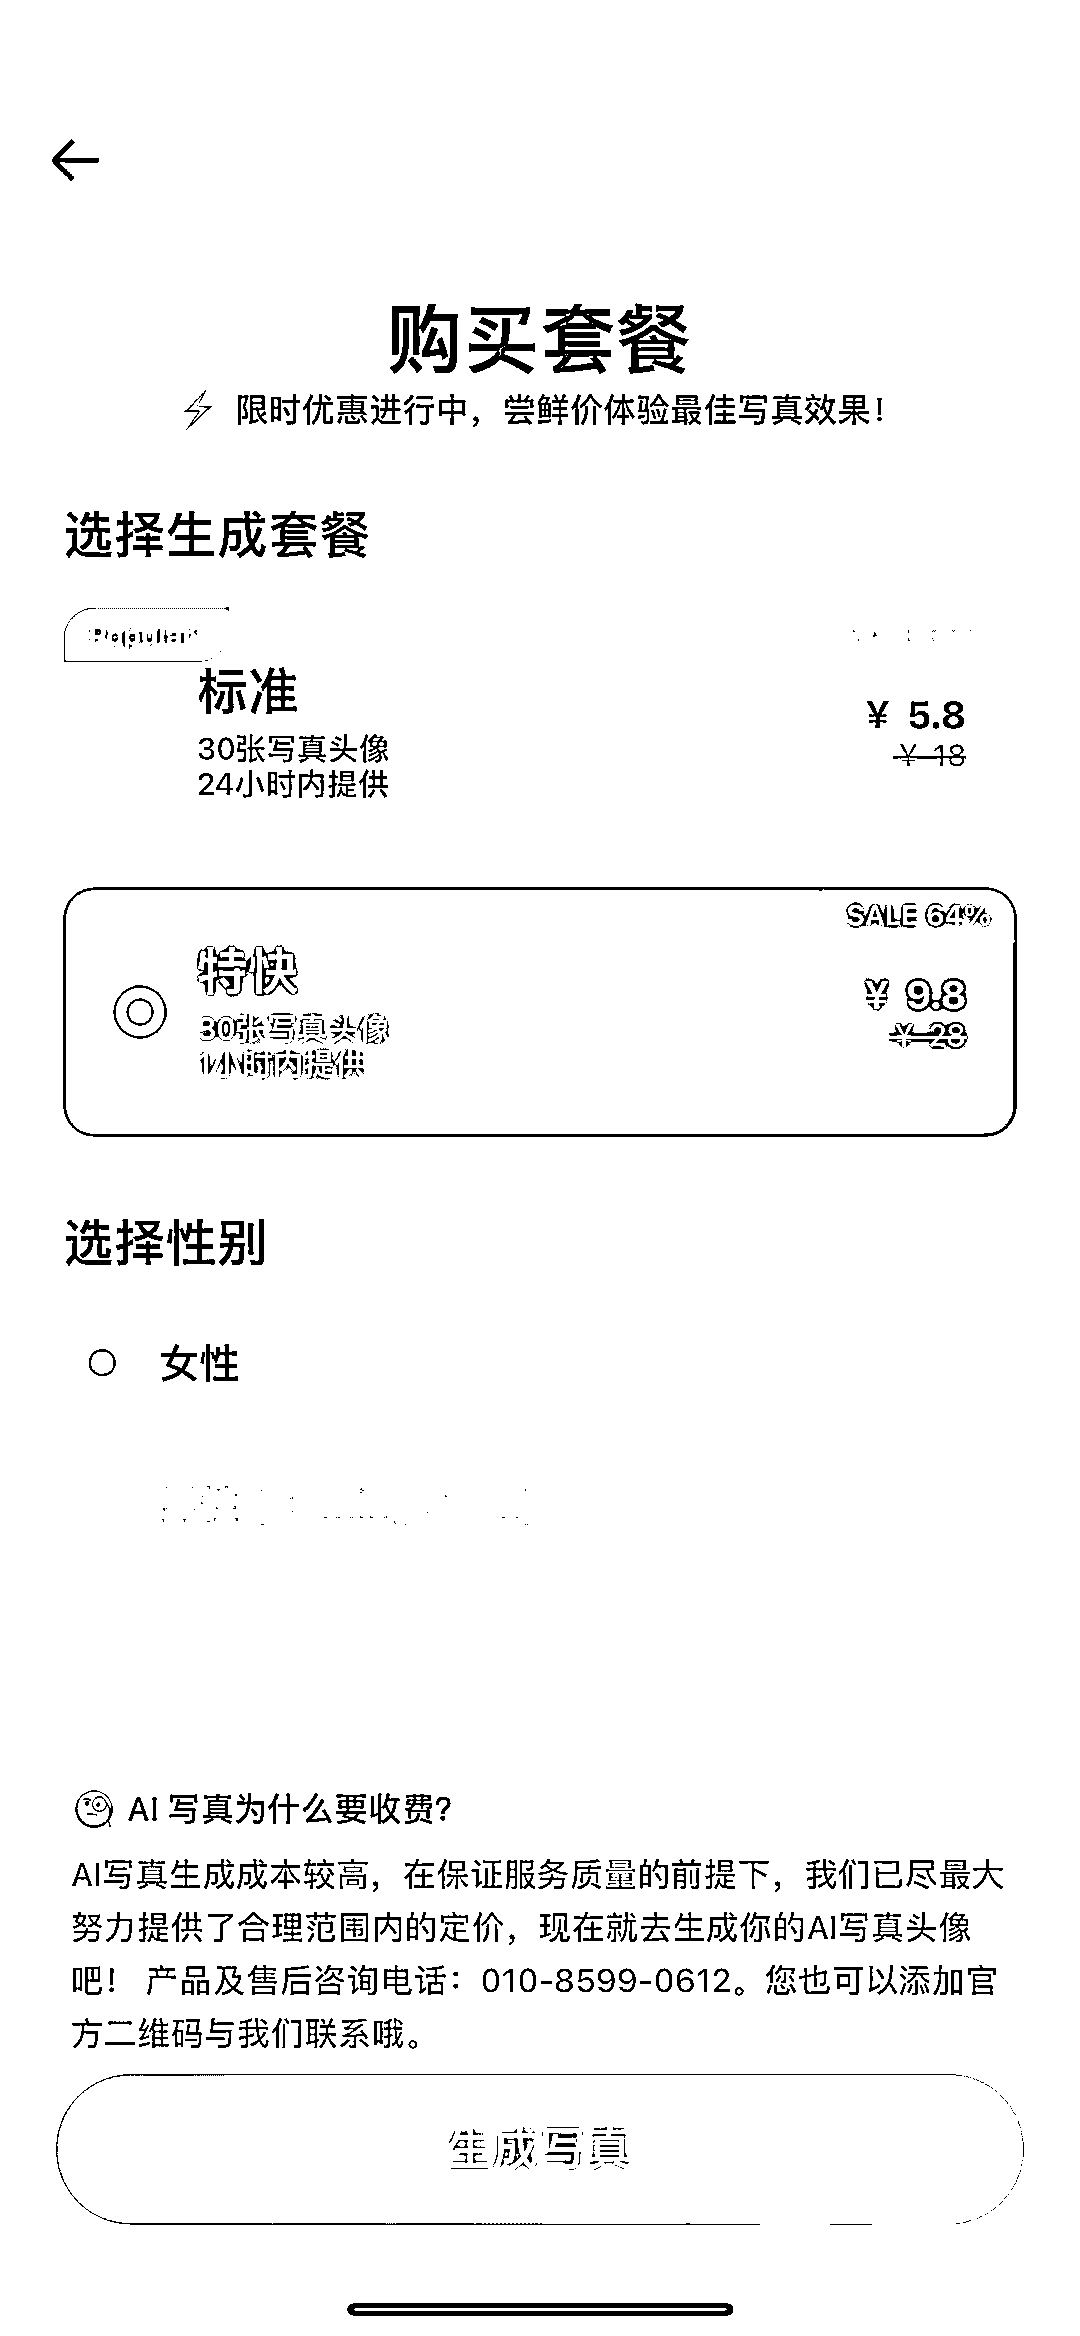 购买套餐
⚡ 限时优惠进行中，尝鲜价体验最佳写真效果！
选择生成套餐
Popular
标准
¥ 5.8
30张写真头像
¥ 18
24小时内提供
SALE 64%
特快
¥ 9.8
30张写真头像
¥ 28
1小时内提供
选择性别
女性
🧐 AI 写真为什么要收费？
AI写真生成成本较高，在保证服务质量的前提下，我们已尽最大
努力提供了合理范围内的定价，现在就去生成你的AI写真头像
吧！ 产品及售后咨询电话：010-8599-0612。您也可以添加官
方二维码与我们联系哦。
生成写真